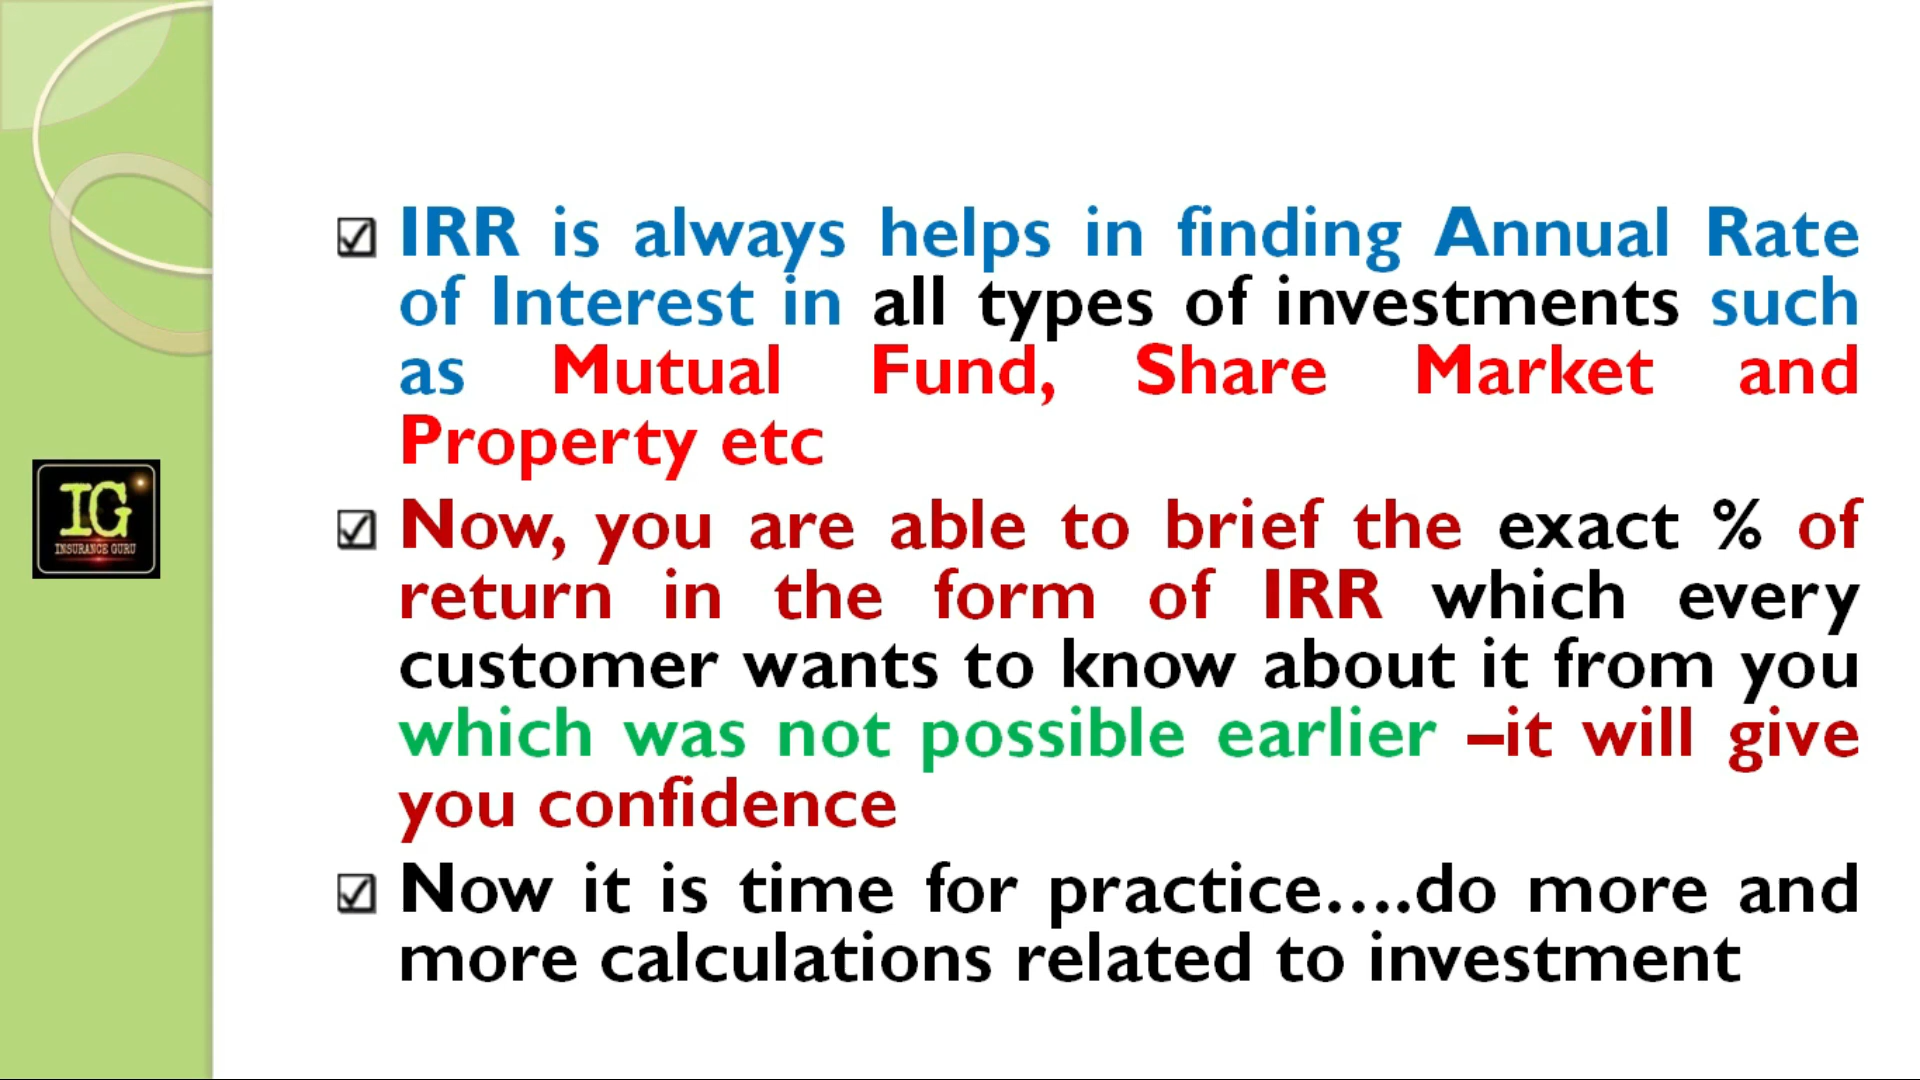 IRR is always helps in finding Annual Rate
of Interest in all types of investments such
as Mutual Fund, Share Market and
Property etc
Now, you are able to brief the exact % of
return in the form of IRR which every
customer wants to know about it from you
which was not possible earlier –it will give
you confidence
Now it is time for practice....do more and
more calculations related to investment
IG
INSURANCE GURU